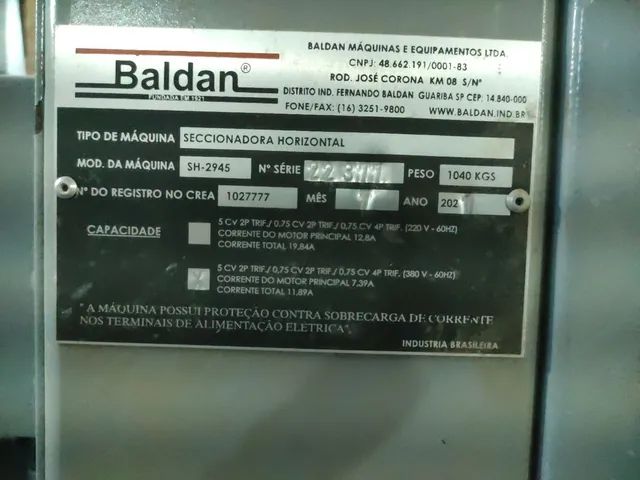 Baldan®
FUNDADA EM 1921
BALDAN MÁQUINAS E EQUIPAMENTOS LTDA.
CNPJ: 48.662.191/0001-83
ROD. JOSÉ CORONA KM 08 S/Nº
DISTRITO IND. FERNANDO BALDAN GUARIBA SP CEP: 14.840-000
FONE/FAX: (16) 3251-9800 WWW.BALDAN.IND.BR
TIPO DE MÁQUINA SECCIONADORA HORIZONTAL
MOD. DA MÁQUINA SH-2945 Nº SÉRIE PESO 1040 KGS
Nº DO REGISTRO NO CREA 1027777 MÊS ANO
CAPACIDADE
5 CV 2P TRIF./ 0,75 CV 2P TRIF./ 0,75 CV 4P TRIF. (220 V - 60HZ)
CORRENTE DO MOTOR PRINCIPAL 12,8A
CORRENTE TOTAL 19,84A
5 CV 2P TRIF./ 0,75 CV 2P TRIF./ 0,75 CV 4P TRIF. (380 V - 60HZ)
CORRENTE DO MOTOR PRINCIPAL 7,39A
CORRENTE TOTAL 11,89A
"A MÁQUINA POSSUI PROTEÇÃO CONTRA SOBRECARGA DE CORRENTE
NOS TERMINAIS DE ALIMENTAÇÃO ELÉTRICA".
INDUSTRIA BRASILEIRA